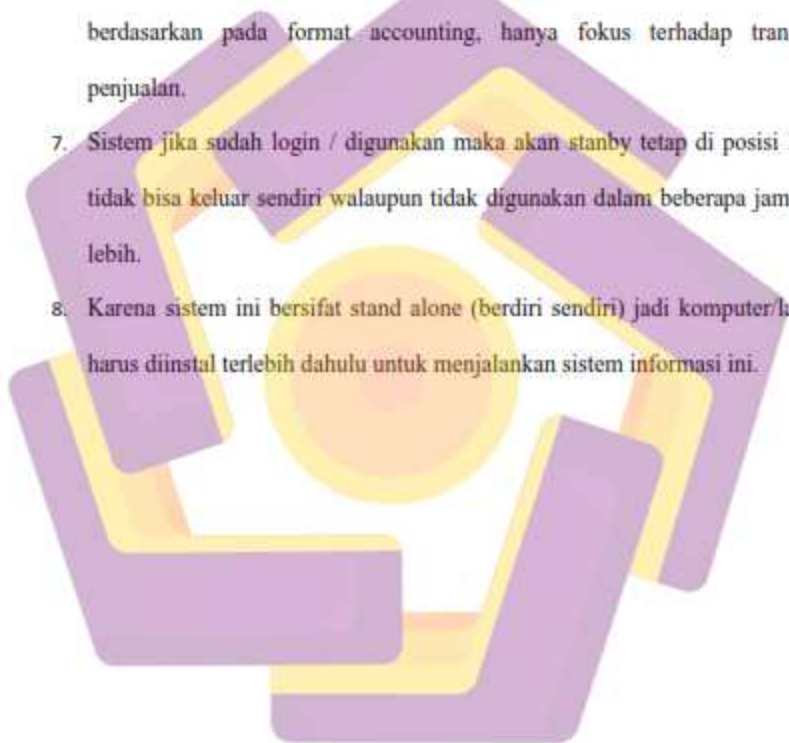 berdasarkan pada format accounting, hanya fokus terhadap tran
penjualan.
7. Sistem jika sudah login / digunakan maka akan stanby tetap di posisi
tidak bisa keluar sendiri walaupun tidak digunakan dalam beberapa jam
lebih.
8. Karena sistem ini bersifat stand alone (berdiri sendiri) jadi komputer/la
harus diinstal terlebih dahulu untuk menjalankan sistem informasi ini.